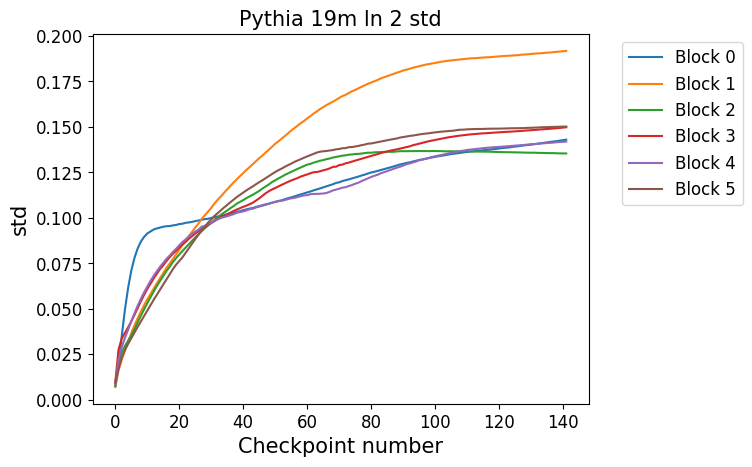 Pythia 19m ln 2 std
0.200
0.175
0.150
0.125
0.100
0.075
0.050
0.025
0.000
std
0 20 40 60 80 100 120 140
Checkpoint number
Block 0
Block 1
Block 2
Block 3
Block 4
Block 5